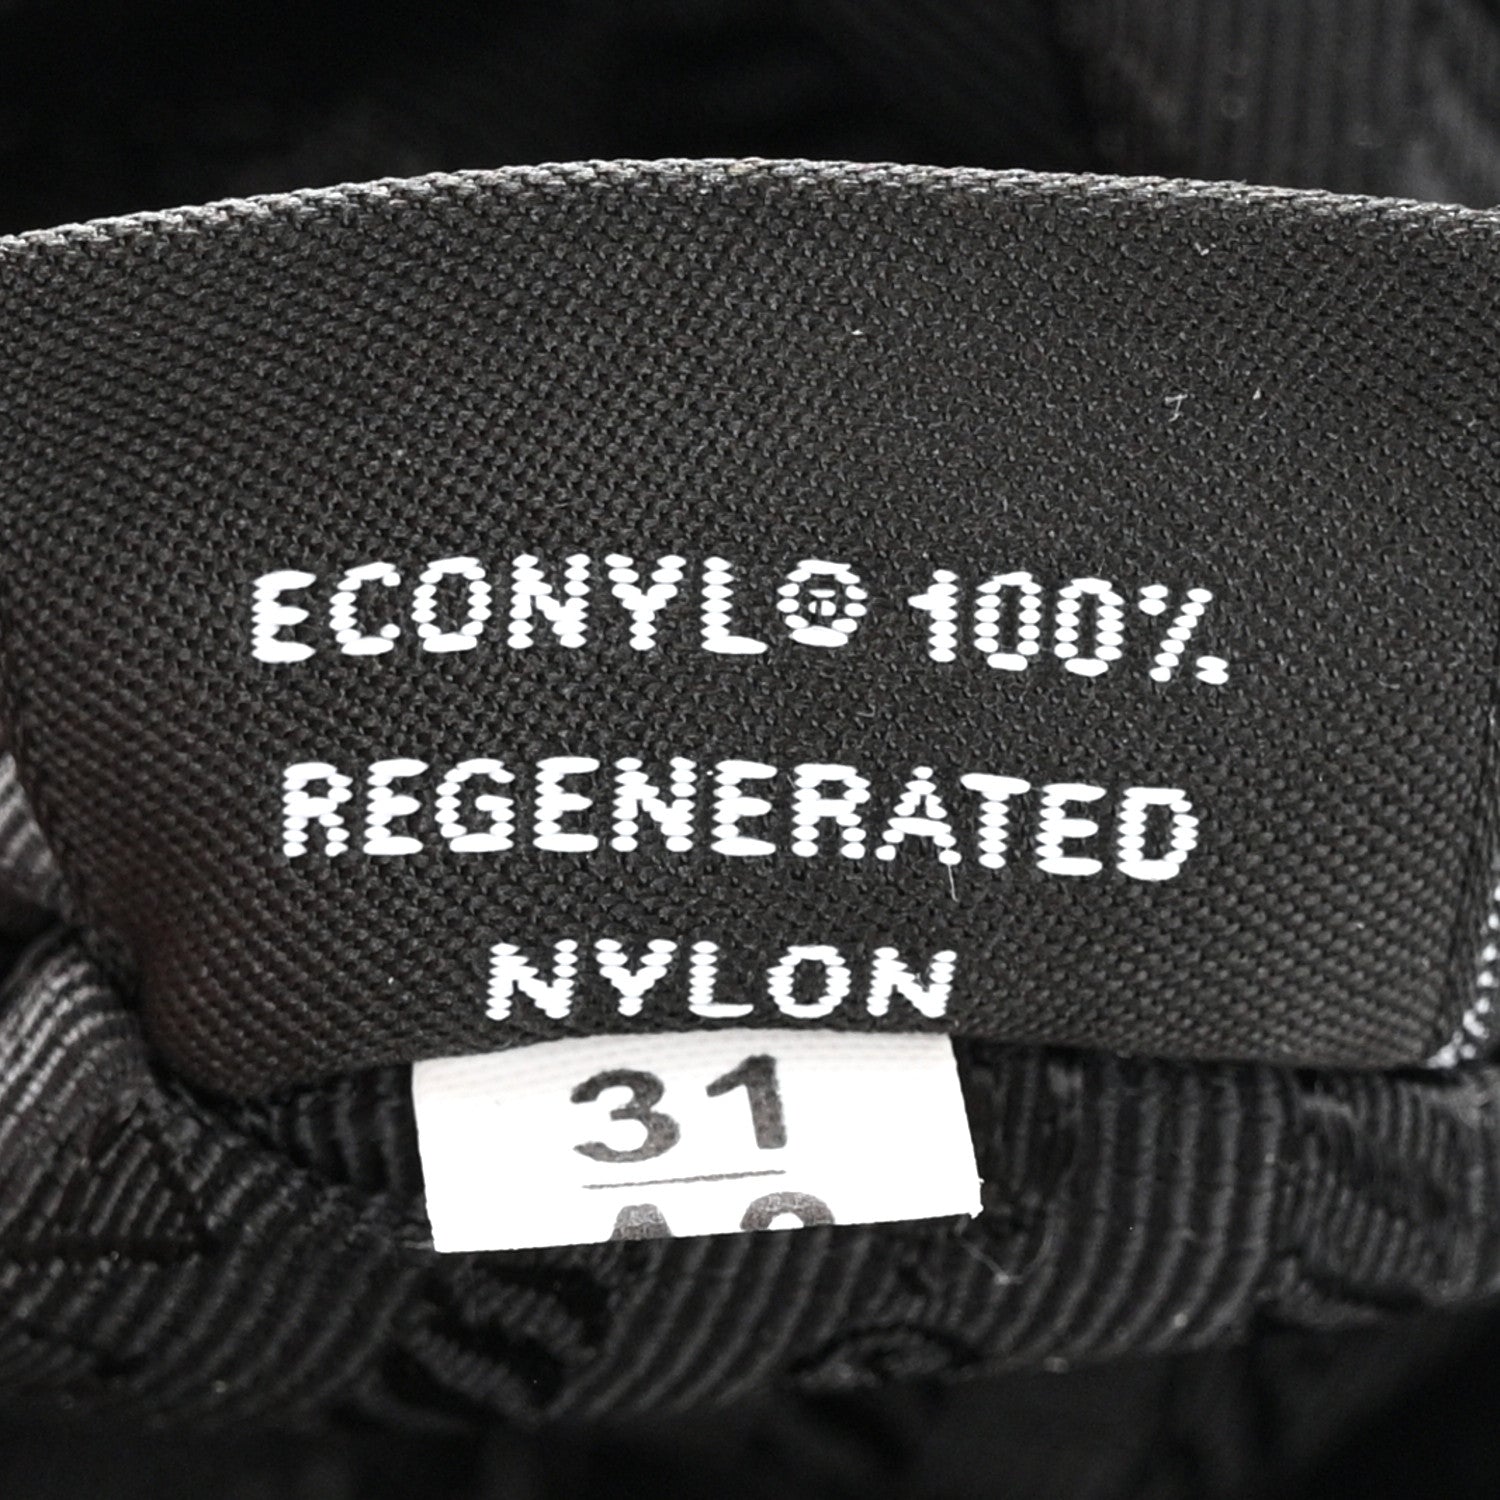 ECONYL® 100%
REGENERATED
NYLON
31